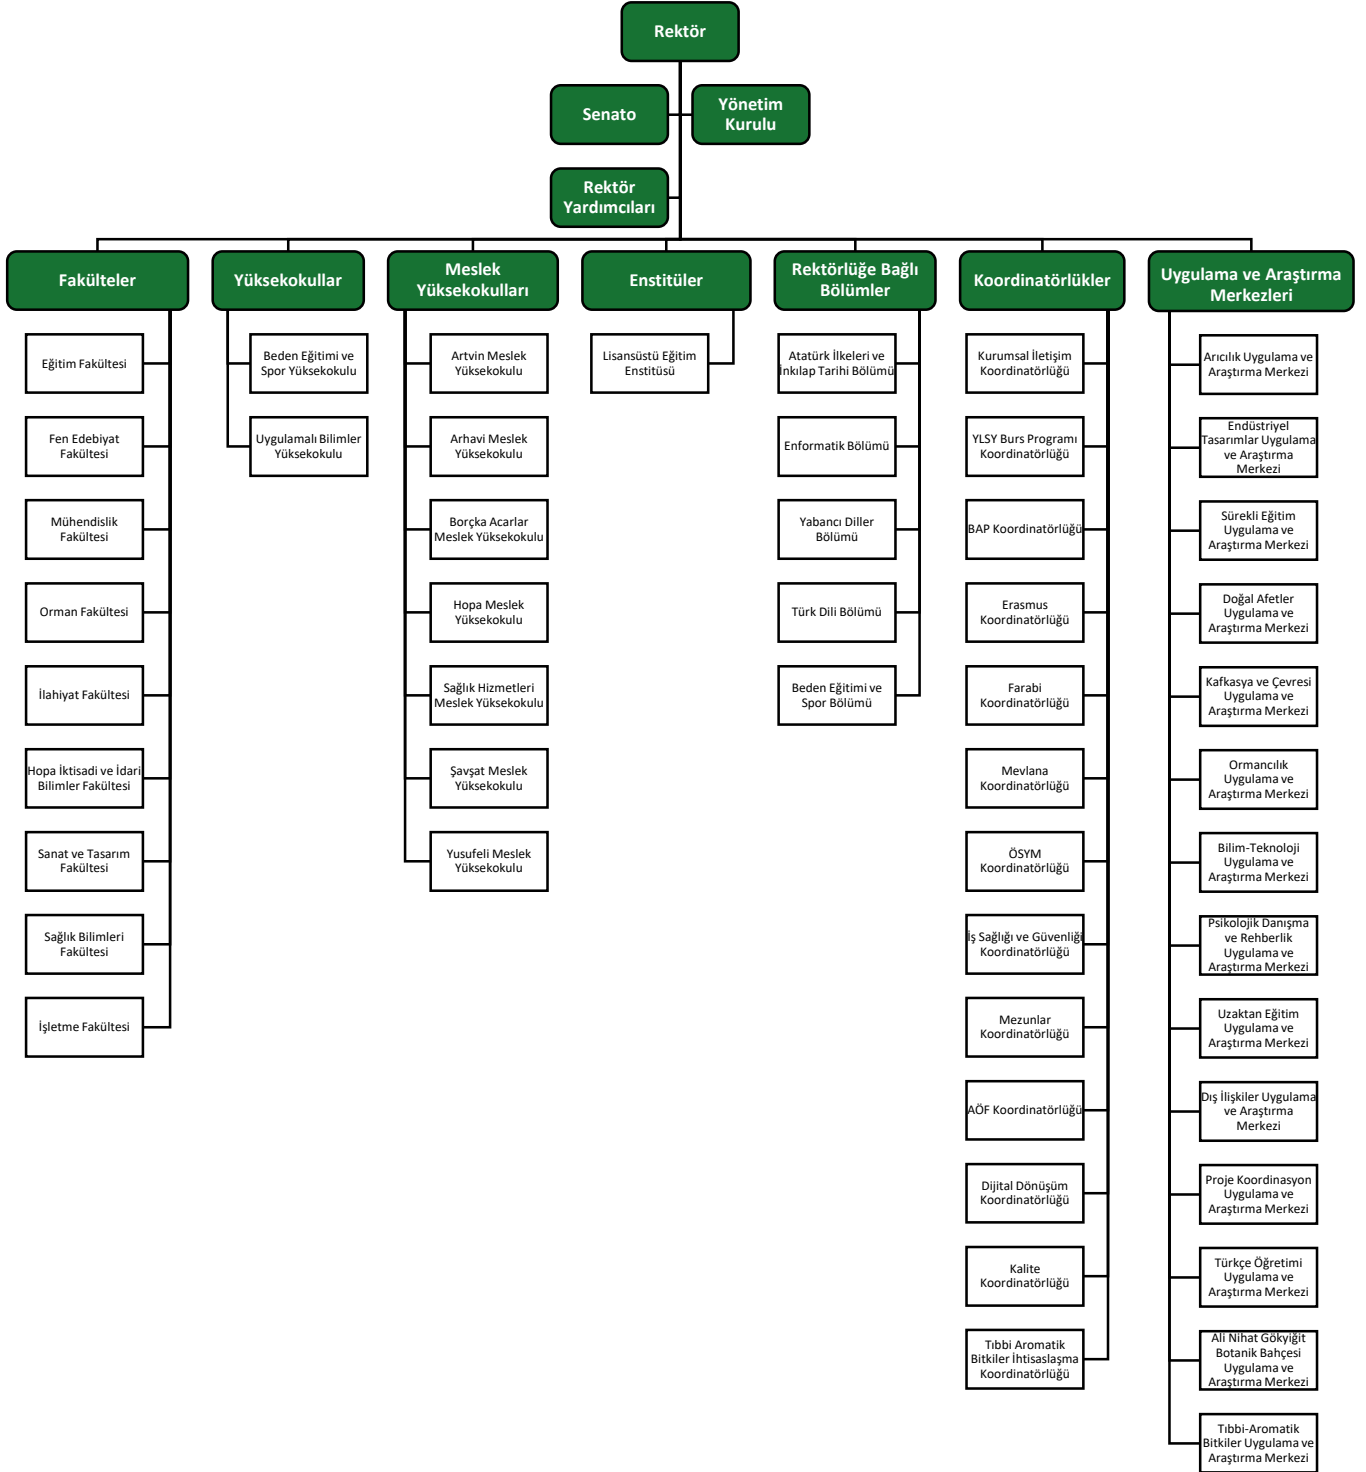 Rektör
Senato
Yönetim
Kurulu
Rektör
Yardımcıları
Fakülteler
Eğitim Fakültesi
Fen Edebiyat
Fakültesi
Mühendislik
Fakültesi
Orman Fakültesi
İlahiyat Fakültesi
Hopa İktisadi ve İdari
Bilimler Fakültesi
Sanat ve Tasarım
Fakültesi
Sağlık Bilimleri
Fakültesi
İşletme Fakültesi
Yüksekokullar
Beden Eğitimi ve
Spor Yüksekokulu
Uygulamalı Bilimler
Yüksekokulu
Meslek
Yüksekokulları
Artvin Meslek
Yüksekokulu
Arhavi Meslek
Yüksekokulu
Borçka Acarlar
Meslek Yüksekokulu
Hopa Meslek
Yüksekokulu
Sağlık Hizmetleri
Meslek Yüksekokulu
Şavşat Meslek
Yüksekokulu
Yusufeli Meslek
Yüksekokulu
Enstitüler
Lisansüstü Eğitim
Enstitüsü
Rektörlüğe Bağlı
Bölümler
Atatürk İlkeleri ve
İnkılap Tarihi Bölümü
Enformatik Bölümü
Yabancı Diller
Bölümü
Türk Dili Bölümü
Beden Eğitimi ve
Spor Bölümü
Koordinatörlükler
Kurumsal İletişim
Koordinatörlüğü
YLSY Burs Programı
Koordinatörlüğü
BAP Koordinatörlüğü
Erasmus
Koordinatörlüğü
Farabi
Koordinatörlüğü
Mevlana
Koordinatörlüğü
ÖSYM
Koordinatörlüğü
İş Sağlığı ve Güvenliği
Koordinatörlüğü
Mezunlar
Koordinatörlüğü
AÖF Koordinatörlüğü
Dijital Dönüşüm
Koordinatörlüğü
Kalite
Koordinatörlüğü
Tıbbi Aromatik
Bitkiler İhtisaslaşma
Koordinatörlüğü
Uygulama ve Araştırma
Merkezleri
Arıcılık Uygulama ve
Araştırma Merkezi
Endüstriyel
Tasarımlar Uygulama
ve Araştırma
Merkezi
Sürekli Eğitim
Uygulama ve
Araştırma Merkezi
Doğal Afetler
Uygulama ve
Araştırma Merkezi
Kafkasya ve Çevresi
Uygulama ve
Araştırma Merkezi
Ormancılık
Uygulama ve
Araştırma Merkezi
Bilim-Teknoloji
Uygulama ve
Araştırma Merkezi
Psikolojik Danışma
ve Rehberlik
Uygulama ve
Araştırma Merkezi
Uzaktan Eğitim
Uygulama ve
Araştırma Merkezi
Dış İlişkiler Uygulama
ve Araştırma
Merkezi
Proje Koordinasyon
Uygulama ve
Araştırma Merkezi
Türkçe Öğretimi
Uygulama ve
Araştırma Merkezi
Ali Nihat Gökyiğit
Botanik Bahçesi
Uygulama ve
Araştırma Merkezi
Tıbbi-Aromatik
Bitkiler Uygulama ve
Araştırma Merkezi